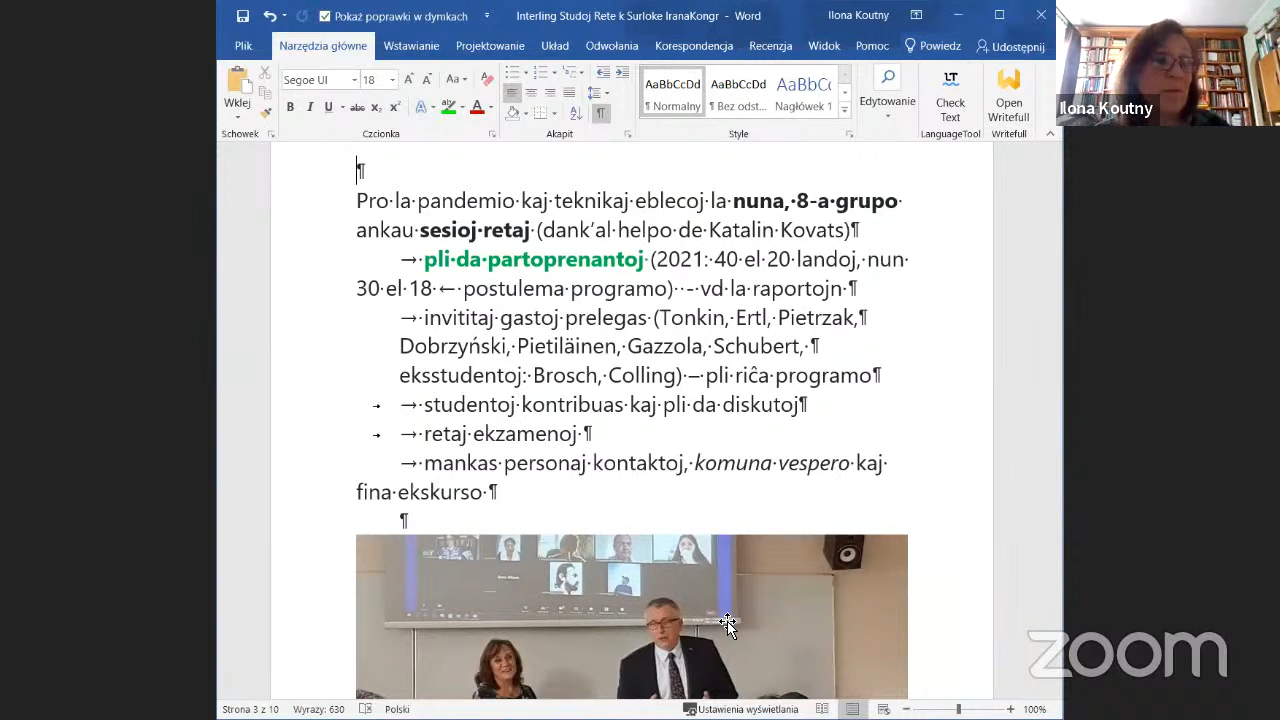 Pokaż poprawki w dymkach
Interling Studoj Rete k Surloke IranaKongr - Word
Ilona Koutny
Plik Narzędzia główne Wstawianie Projektowanie Układ Odwołania Korespondencja Recenzja Widok Pomoc Powiedz Udostępnij
Wklej
Segoe UI 18
Aa
B I U abc x₂ x²
AaBbCcDd AaBbCcDd AaBbCc
¶ Normalny ¶ Bez odst... Nagłówek 1
Edytowanie
Check Text
Open Writefull
Schowek Czcionka Akapit Style LanguageTool Writefull
Ilona Koutny
¶
Pro·la·pandemio·kaj·teknikaj·eblecoj·la·nuna,·8-a·grupo·
ankau·sesioj·retaj·(dank’al·helpo·de·Katalin·Kovats)¶
→·pli·da·partoprenantoj·(2021:·40·el·20·landoj,·nun·
30·el·18·←·postulema·programo)··-·vd·la·raportojn·¶
→·invititaj·gastoj·prelegas·(Tonkin,·Ertl,·Pietrzak,¶
Dobrzyński,·Pietiläinen,·Gazzola,·Schubert,·¶
eksstudentoj:·Brosch,·Colling)·–·pli·riĉa·programo¶
→·studentoj·kontribuas·kaj·pli·da·diskutoj¶
→·retaj·ekzamenoj·¶
→·mankas·personaj·kontaktoj,·komuna·vespero·kaj·
fina·ekskurso·¶
¶
zoom
Strona 3 z 10 Wyrazy: 630 Polski Ustawienia wyświetlania 100%